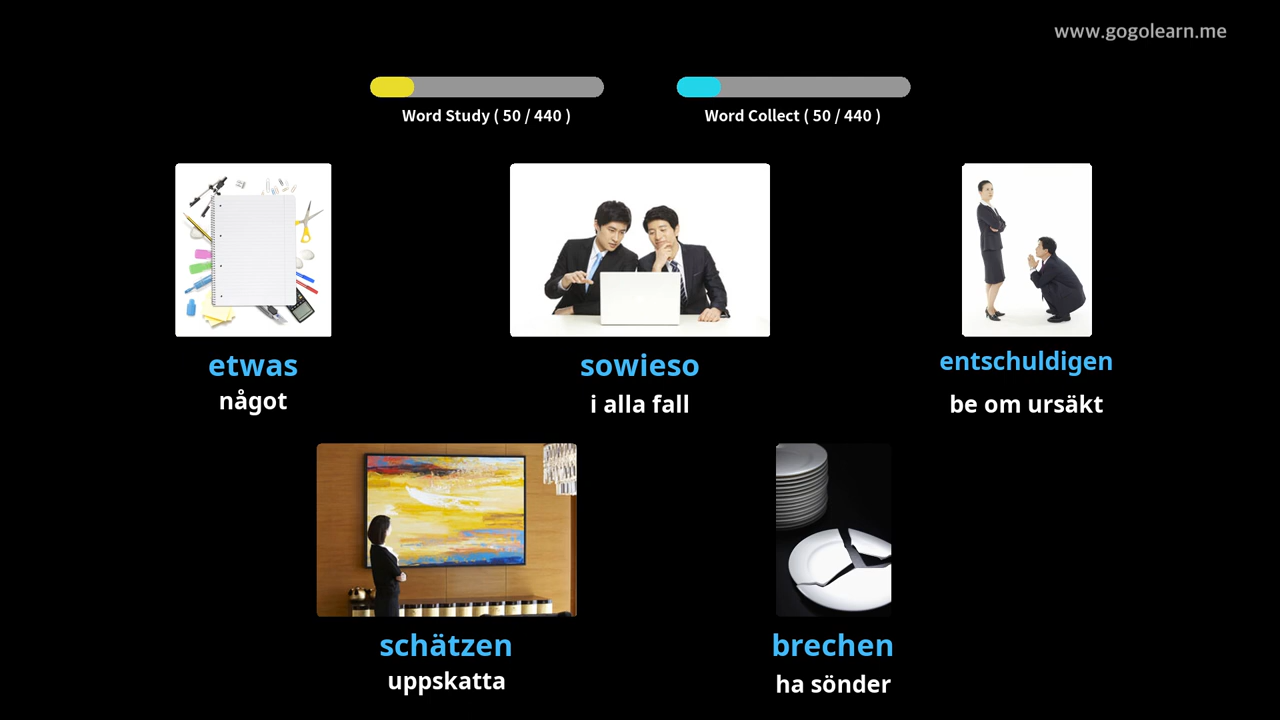 www.gogolearn.me
Word Study ( 50 / 440 )
Word Collect ( 50 / 440 )
etwas
något
sowieso
i alla fall
entschuldigen
be om ursäkt
schätzen
uppskatta
brechen
ha sönder